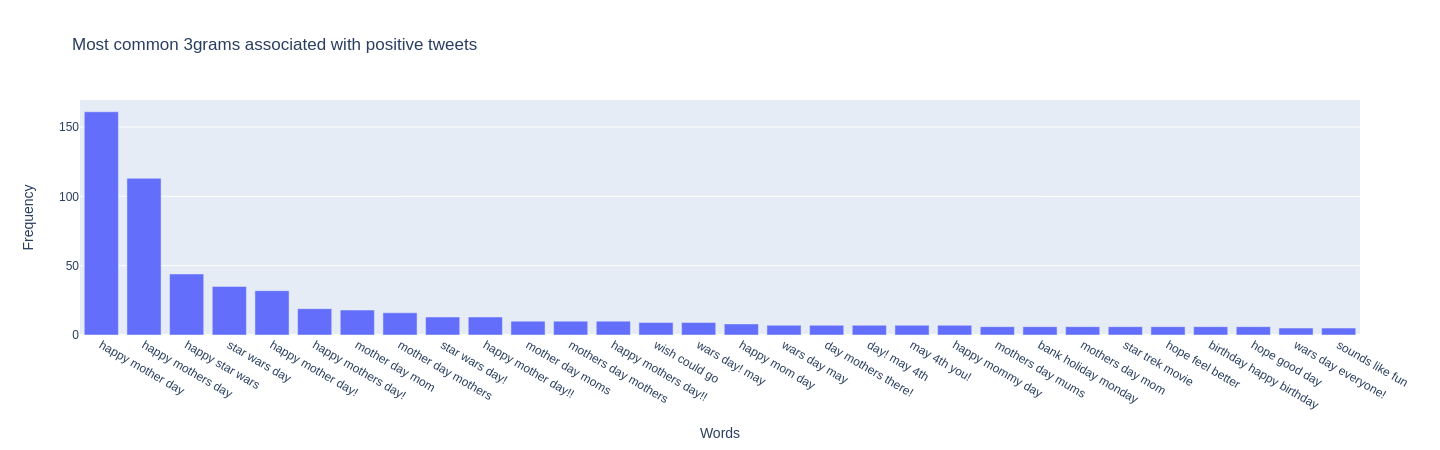 Most common 3grams associated with positive tweets
Frequency
150
100
50
0
happy mother day
happy mothers day
happy star wars
star wars day
happy mother day!
happy mothers day!
mother day mom
mother day mothers
star wars day!
happy mother day!!
mother day moms
mothers day mothers
happy mothers day!!
wish could go
wars day! may
happy mom day
wars day may
day mothers there!
day! may 4th
may 4th you!
happy mommy day
mothers day mums
bank holiday monday
mothers day mom
star trek movie
hope feel better
birthday happy birthday
hope good day
wars day everyone!
sounds like fun
Words